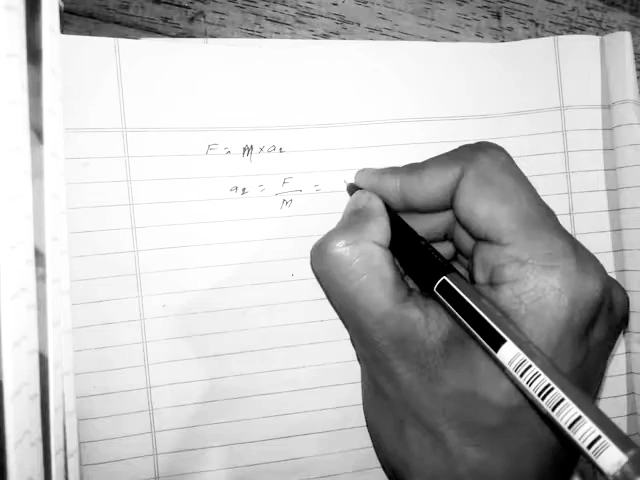 F = m × a₂
a₂ = F/M =